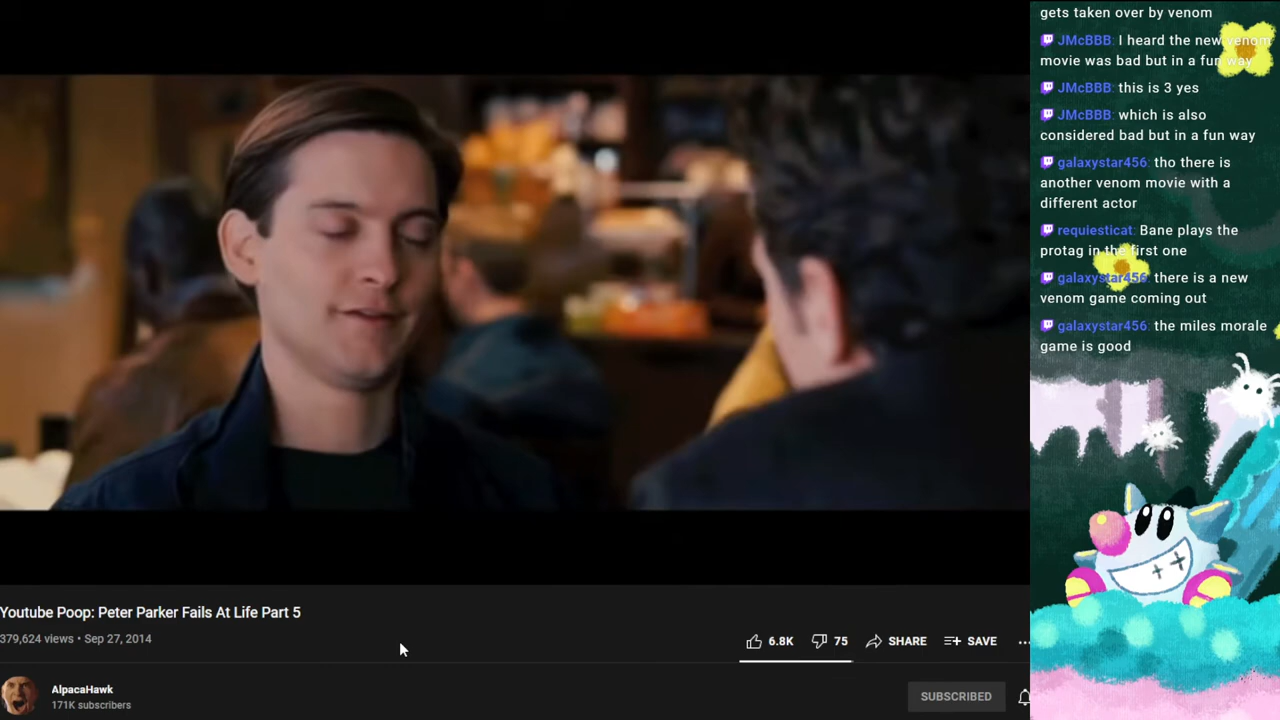 gets taken over by venom
JMcBBB: I heard the new venom
movie was bad but in a fun way
JMcBBB: this is 3 yes
JMcBBB: which is also
considered bad but in a fun way
galaxystar456: tho there is
another venom movie with a
different actor
requiesticat: Bane plays the
protag in the first one
galaxystar456: there is a new
venom game coming out
galaxystar456: the miles morale
game is good
Youtube Poop: Peter Parker Fails At Life Part 5
379,624 views • Sep 27, 2014
6.8K 75 SHARE SAVE ...
AlpacaHawk
171K subscribers
SUBSCRIBED